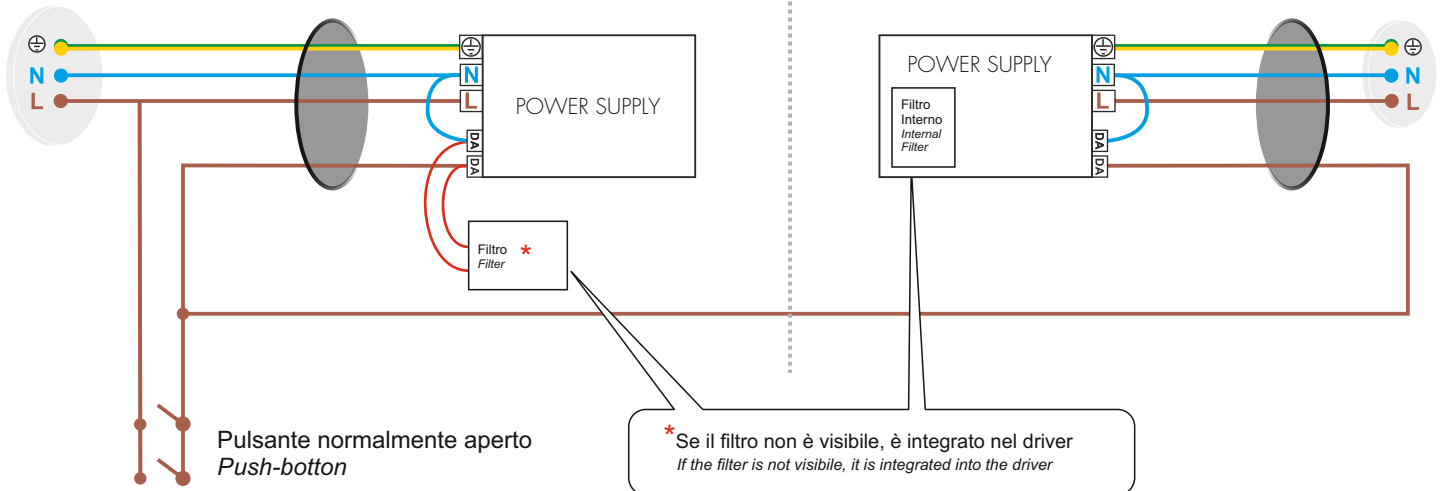 N
L
N
L
DA
DA
POWER SUPPLY
Filtro *
Filter
POWER SUPPLY
Filtro
Interno
Internal
Filter
N
L
DA
DA
N
L
Pulsante normalmente aperto
Push-botton
*Se il filtro non è visibile, è integrato nel driver
If the filter is not visibile, it is integrated into the driver